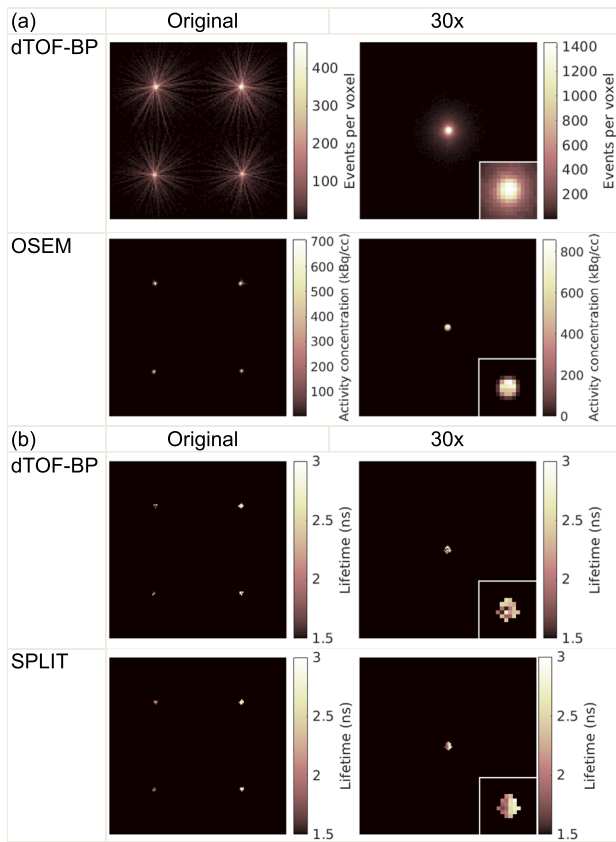 (a) Original 30x
dTOF-BP
400
300
200
100
Events per voxel
1400
1200
1000
800
600
400
200
Events per voxel
OSEM
700
600
500
400
300
200
100
Activity concentration (kBq/cc)
800
600
400
200
0
Activity concentration (kBq/cc)
(b) Original 30x
dTOF-BP
3
2.5
2
1.5
Lifetime (ns)
3
2.5
2
1.5
Lifetime (ns)
SPLIT
3
2.5
2
1.5
Lifetime (ns)
3
2.5
2
1.5
Lifetime (ns)